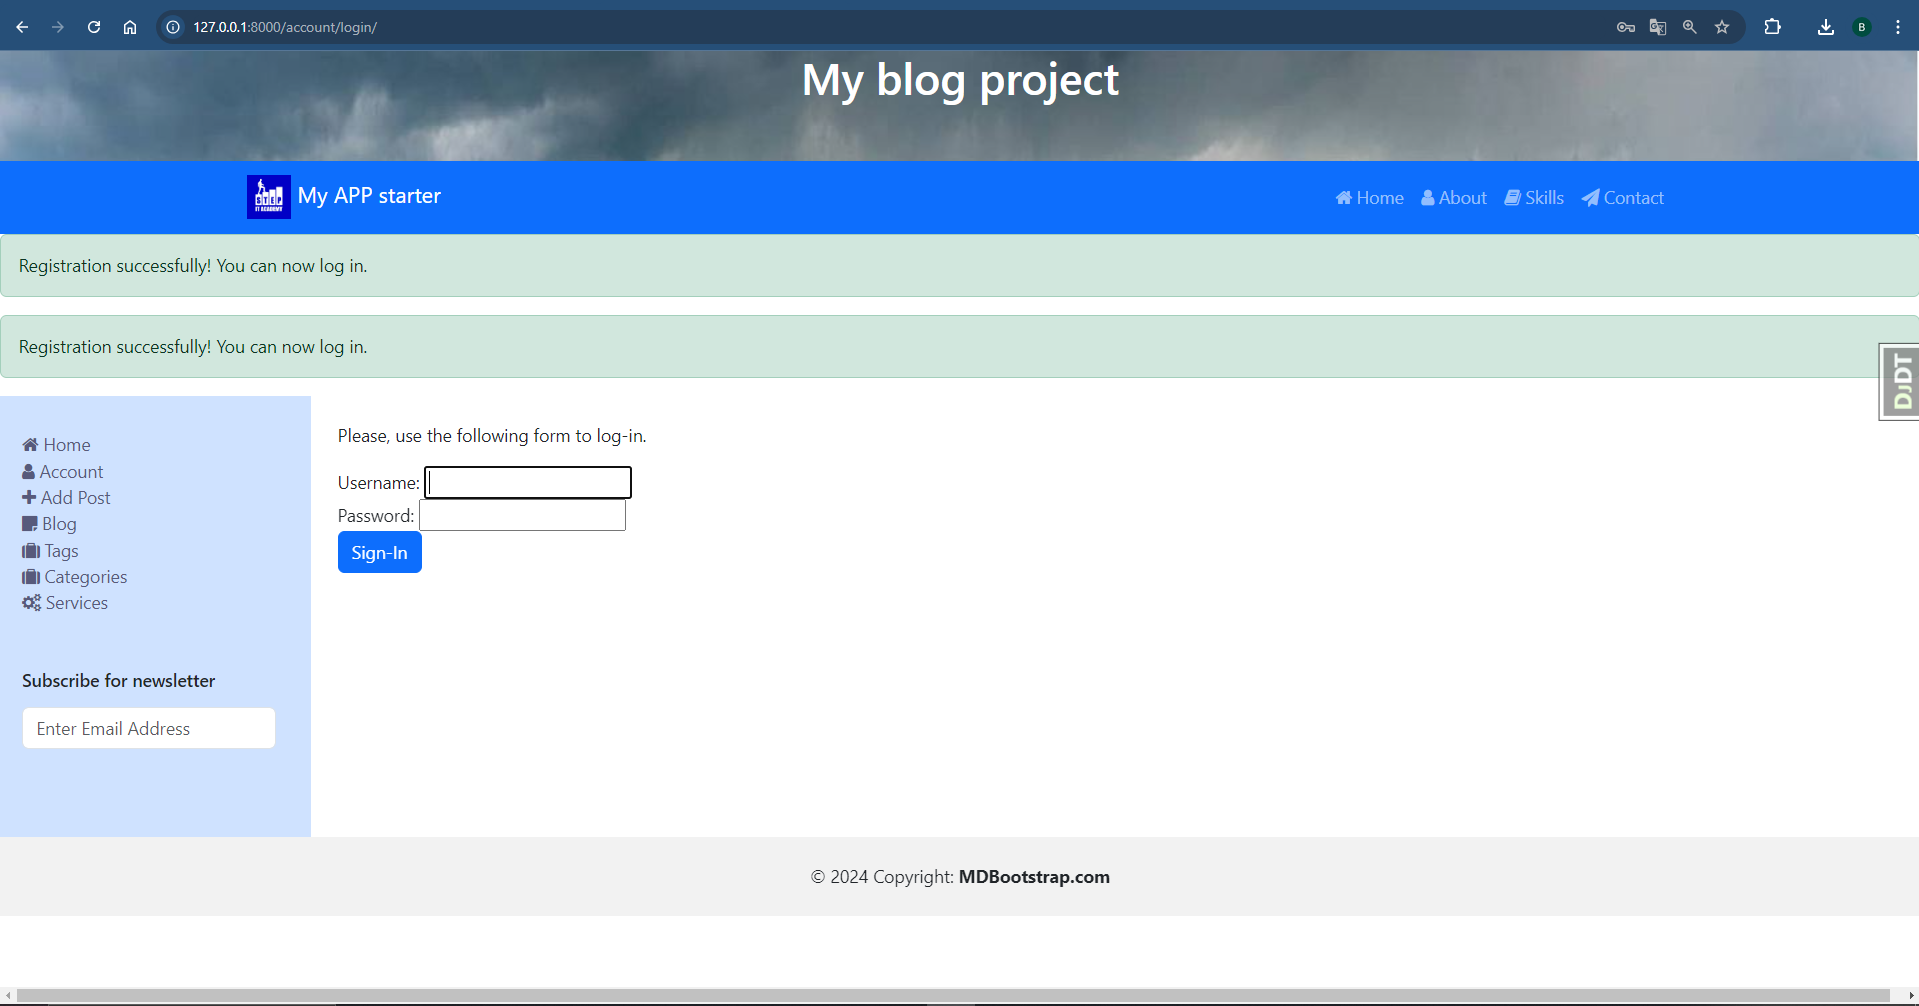 127.0.0.1:8000/account/login/
B
My blog project
STEP
IT ACADEMY
My APP starter
Home About Skills Contact
Registration successfully! You can now log in.
Registration successfully! You can now log in.
DJDT
Home
Account
Add Post
Blog
Tags
Categories
Services
Subscribe for newsletter
Enter Email Address
Please, use the following form to log-in.
Username:
Password:
Sign-In
© 2024 Copyright: MDBootstrap.com